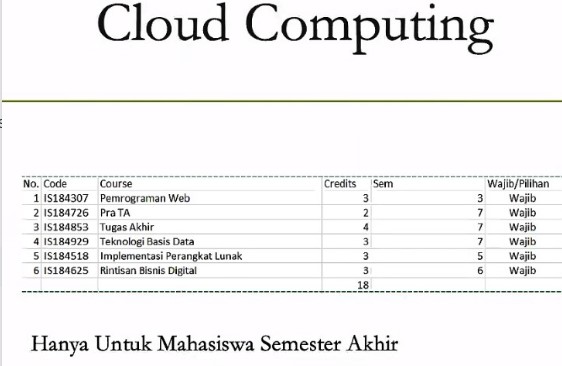 Cloud Computing
No. Code Course Credits Sem Wajib/Pilihan
1 IS184307 Pemrograman Web 3 3 Wajib
2 IS184726 Pra TA 2 7 Wajib
3 IS184853 Tugas Akhir 4 7 Wajib
4 IS184929 Teknologi Basis Data 3 7 Wajib
5 IS184518 Implementasi Perangkat Lunak 3 5 Wajib
6 IS184625 Rintisan Bisnis Digital 3 6 Wajib
18
Hanya Untuk Mahasiswa Semester Akhir